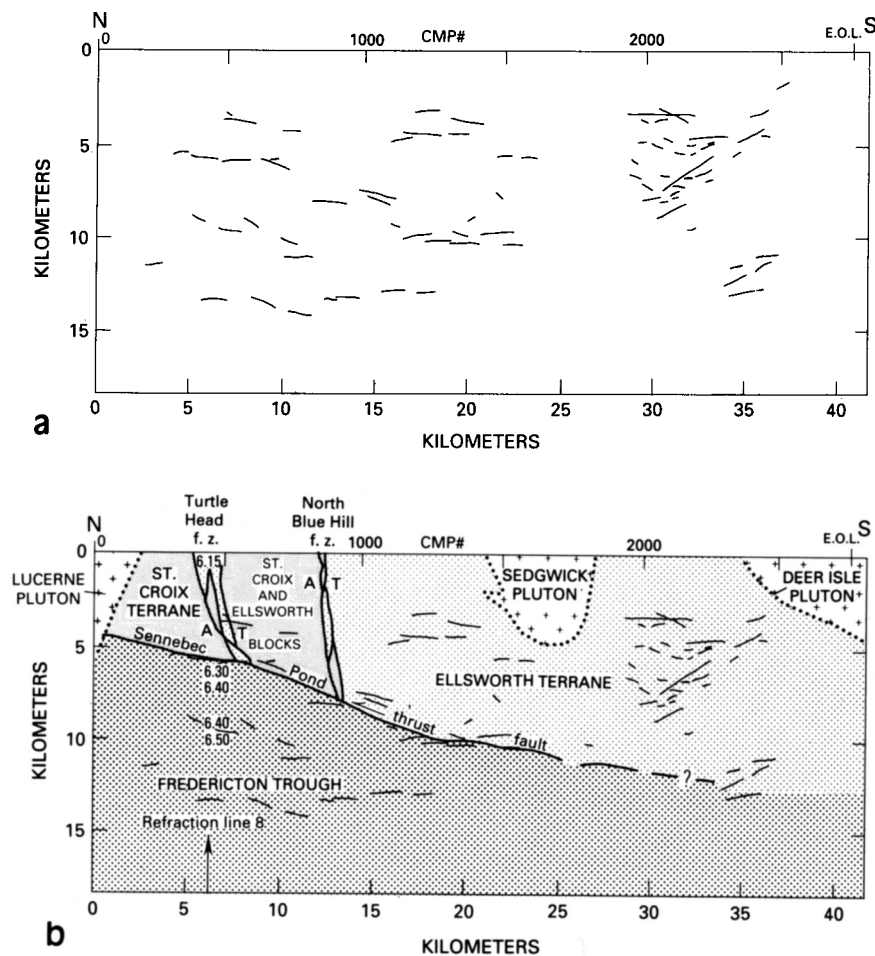 N
S
0 1000 CMP# 2000 E.O.L.
0
5
10
15
KILOMETERS
0 5 10 15 20 25 30 35 40
KILOMETERS
a
Turtle Head f. z.
North Blue Hill f. z.
N
S
0 1000 CMP# 2000 E.O.L.
0
5
10
15
KILOMETERS
LUCERNE PLUTON
ST. CROIX TERRANE
6.15
ST. CROIX AND ELLSWORTH BLOCKS
A T
A T
SEDGWICK PLUTON
DEER ISLE PLUTON
Sennebec Pond thrust fault ?
6.30
6.40
6.40
6.50
ELLSWORTH TERRANE
FREDERICTON TROUGH
Refraction line 8
0 5 10 15 20 25 30 35 40
KILOMETERS
b